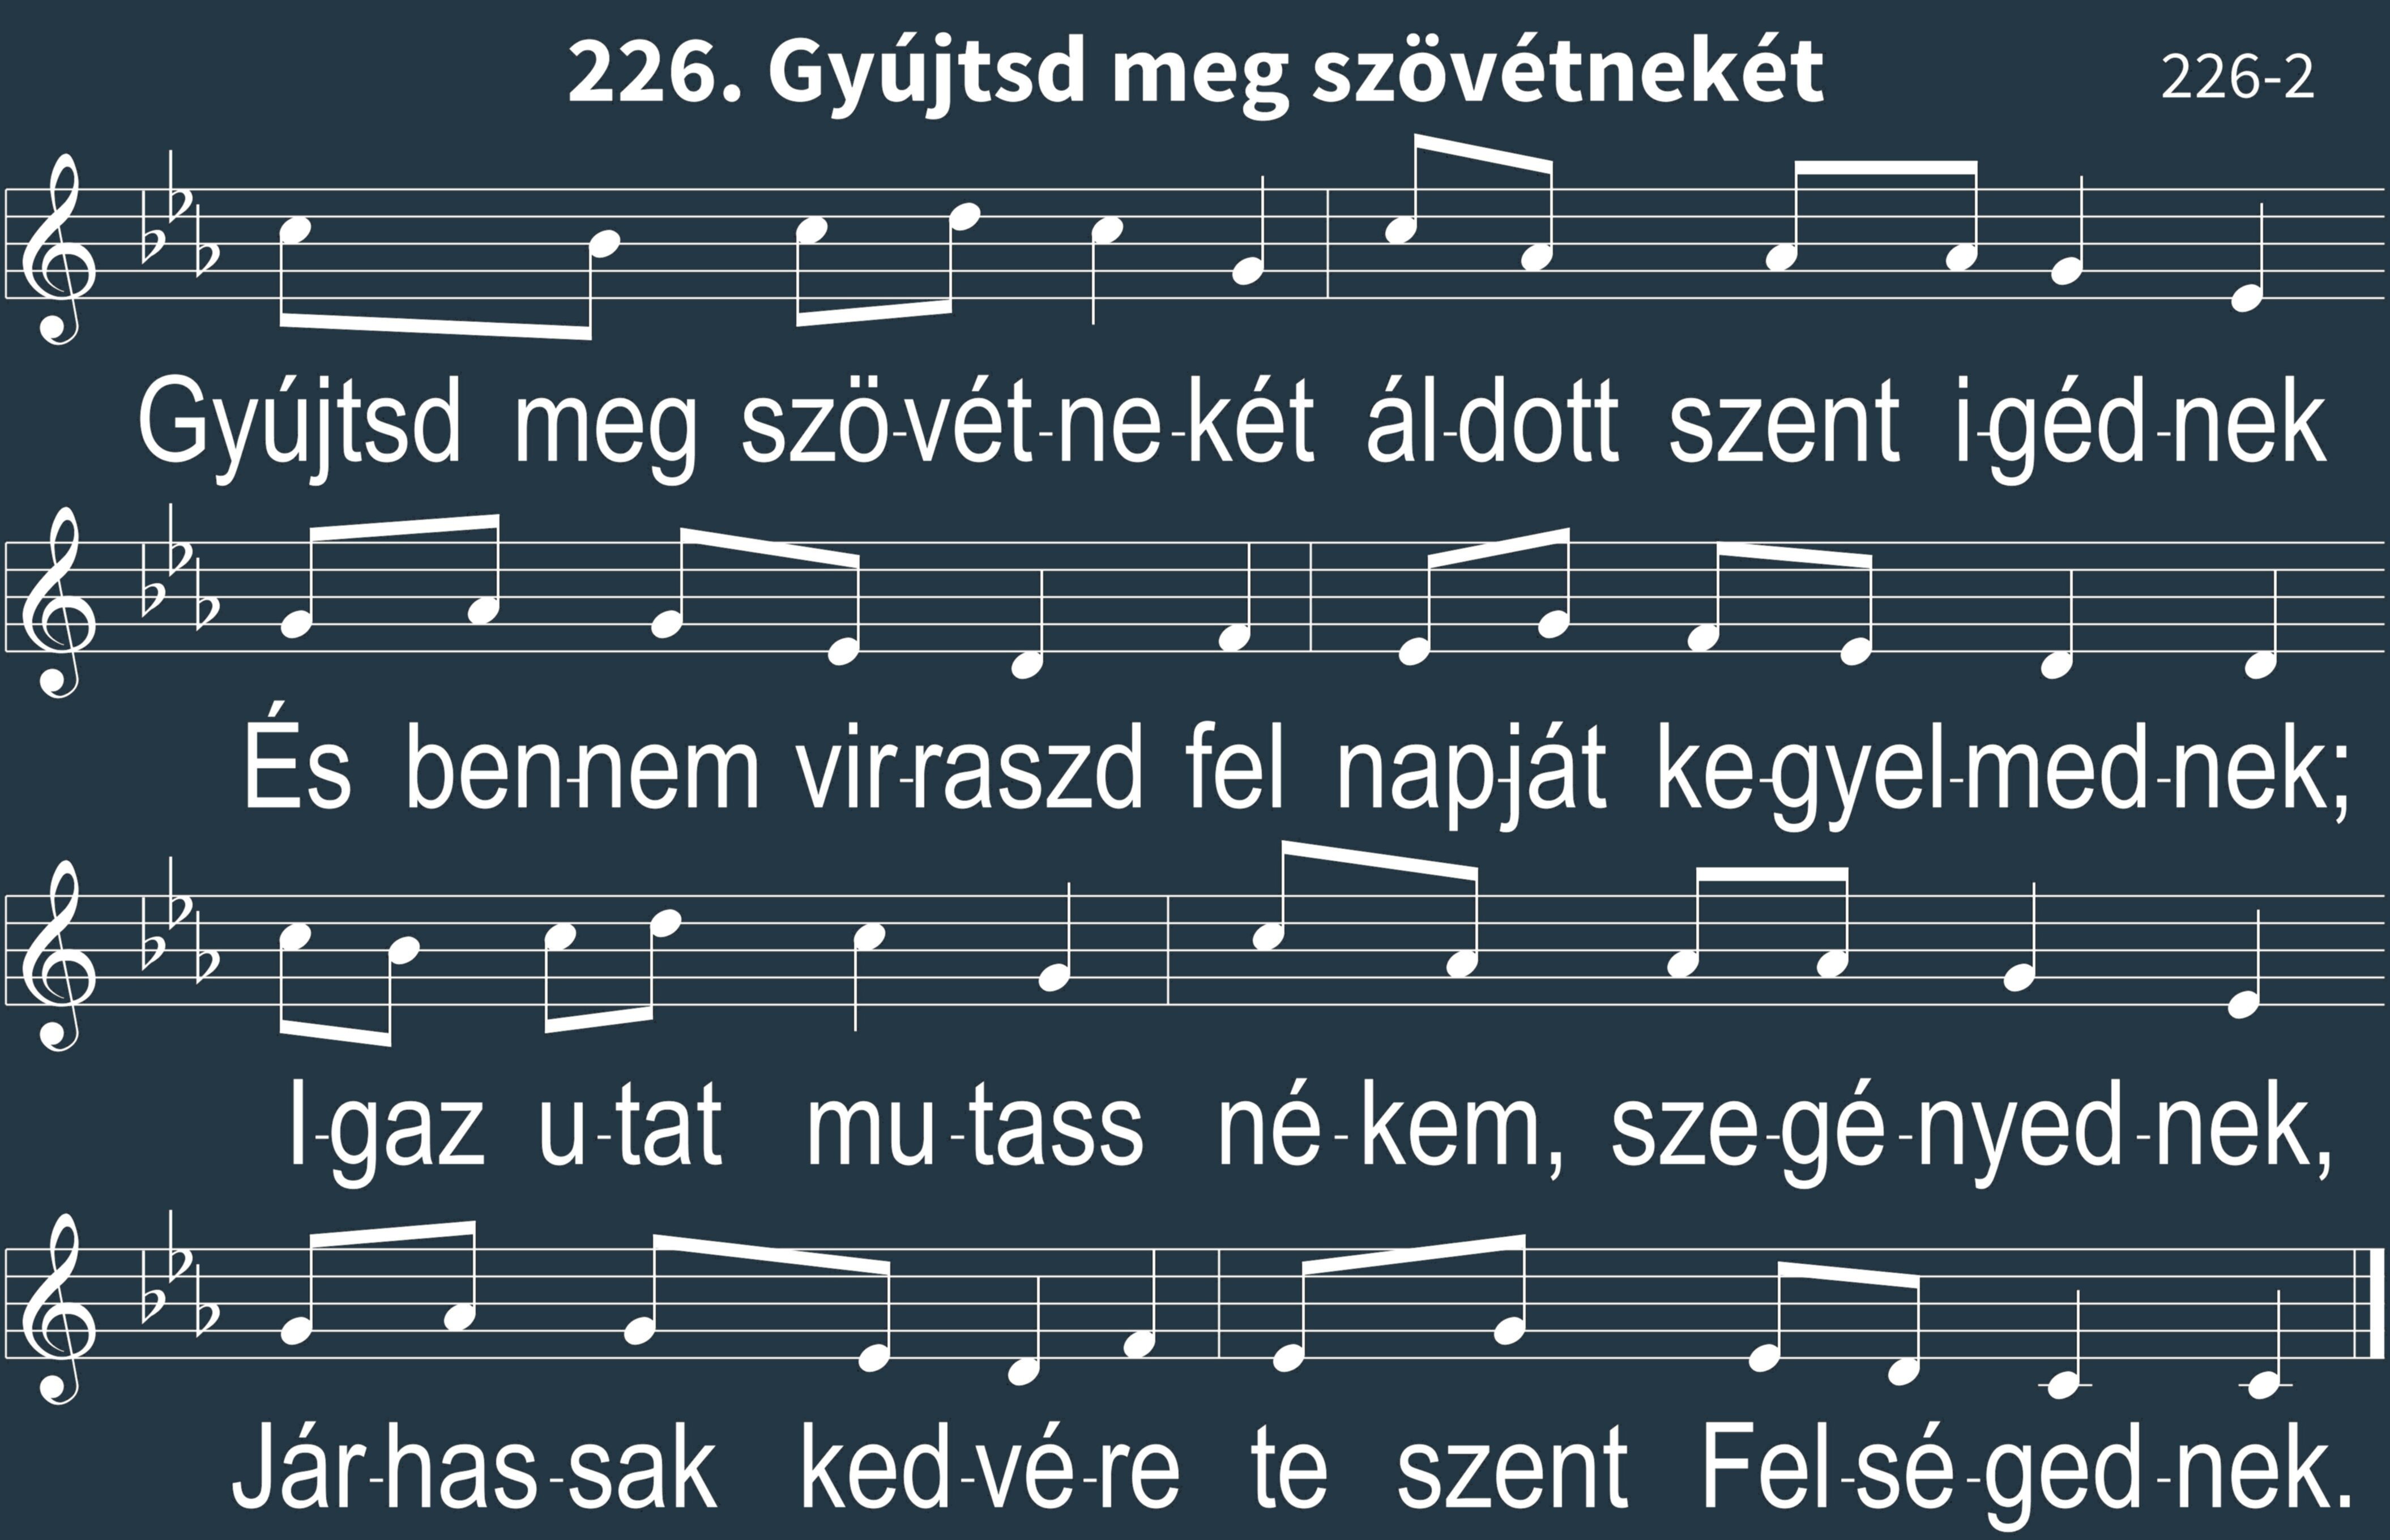 226. Gyújtsd meg szövétnekét 226-2
Gyújtsd meg szö-vét-ne-két ál-dott szent i-géd-nek
És ben-nem vir-raszd fel nap-ját ke-gyel-med-nek;
I-gaz u-tat mu-tass né-kem, sze-gé-nyed-nek,
Jár-has-sak ked-vé-re te szent Fel-sé-ged-nek.